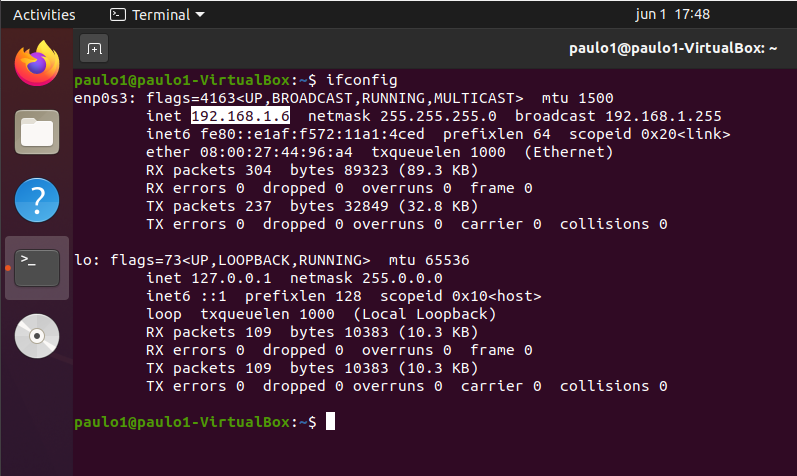 Activities Terminal jun 1 17:48
paulo1@paulo1-VirtualBox: ~
paulo1@paulo1-VirtualBox:~$ ifconfig
enp0s3: flags=4163<UP,BROADCAST,RUNNING,MULTICAST>  mtu 1500
        inet 192.168.1.6  netmask 255.255.255.0  broadcast 192.168.1.255
        inet6 fe80::e1af:f572:11a1:4ced  prefixlen 64  scopeid 0x20<link>
        ether 08:00:27:44:96:a4  txqueuelen 1000  (Ethernet)
        RX packets 304  bytes 89323 (89.3 KB)
        RX errors 0  dropped 0  overruns 0  frame 0
        TX packets 237  bytes 32849 (32.8 KB)
        TX errors 0  dropped 0 overruns 0  carrier 0  collisions 0

lo: flags=73<UP,LOOPBACK,RUNNING>  mtu 65536
        inet 127.0.0.1  netmask 255.0.0.0
        inet6 ::1  prefixlen 128  scopeid 0x10<host>
        loop  txqueuelen 1000  (Local Loopback)
        RX packets 109  bytes 10383 (10.3 KB)
        RX errors 0  dropped 0  overruns 0  frame 0
        TX packets 109  bytes 10383 (10.3 KB)
        TX errors 0  dropped 0 overruns 0  carrier 0  collisions 0

paulo1@paulo1-VirtualBox:~$